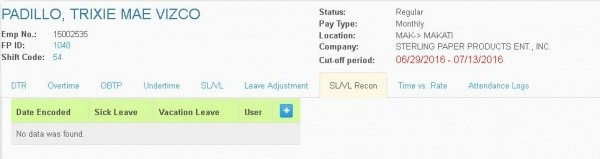 PADILLO, TRIXIE MAE VIZCO
Emp No.: 15002535
FP ID: 1048
Shift Code: 54
Status: Regular
Pay Type: Monthly
Location: MAK-> MAKATI
Company: STERLING PAPER PRODUCTS ENT., INC.
Cut-off period: 06/29/2016 - 07/13/2016
DTR Overtime OBTP Undertime SL/VL Leave Adjustment SL/VL Recon Time vs. Rate Attendance Logs
Date Encoded Sick Leave Vacation Leave User +
No data was found.